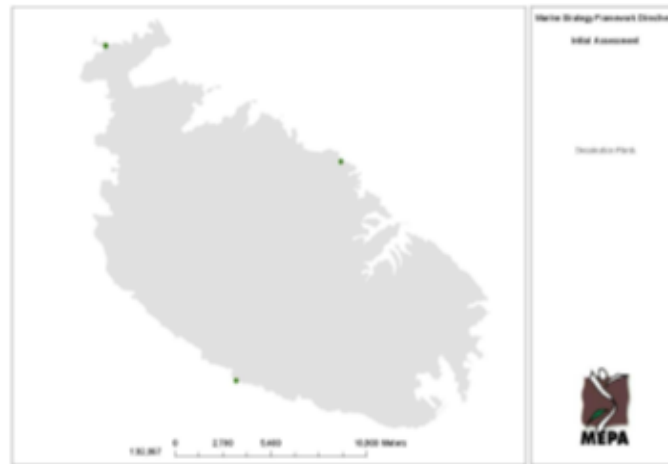 Marine Strategy Framework Directive
Initial Assessment
Desalination Plants
0 2,700 5,400 10,800 Meters
MEPA